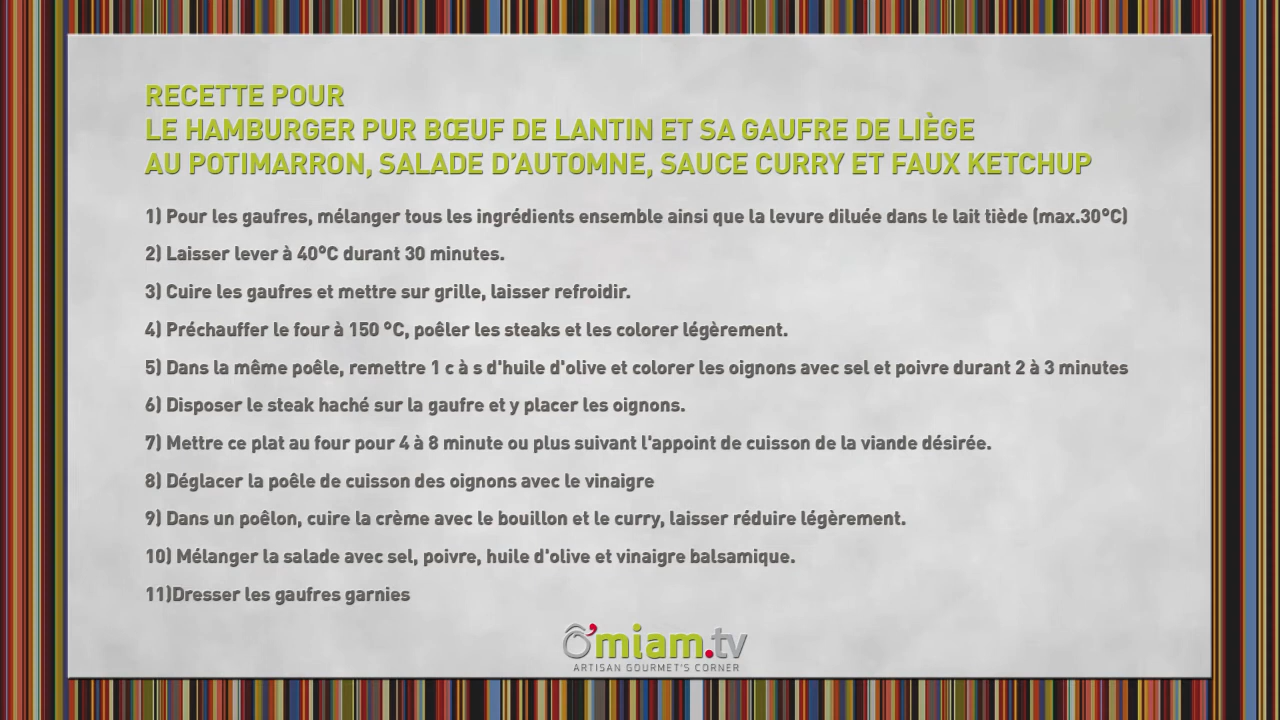 RECETTE POUR
LE HAMBURGER PUR BŒUF DE LANTIN ET SA GAUFRE DE LIÈGE
AU POTIMARRON, SALADE D’AUTOMNE, SAUCE CURRY ET FAUX KETCHUP
1) Pour les gaufres, mélanger tous les ingrédients ensemble ainsi que la levure diluée dans le lait tiède (max.30°C)
2) Laisser lever à 40°C durant 30 minutes.
3) Cuire les gaufres et mettre sur grille, laisser refroidir.
4) Préchauffer le four à 150 °C, poêler les steaks et les colorer légèrement.
5) Dans la même poêle, remettre 1 c à s d'huile d'olive et colorer les oignons avec sel et poivre durant 2 à 3 minutes
6) Disposer le steak haché sur la gaufre et y placer les oignons.
7) Mettre ce plat au four pour 4 à 8 minute ou plus suivant l'appoint de cuisson de la viande désirée.
8) Déglacer la poêle de cuisson des oignons avec le vinaigre
9) Dans un poêlon, cuire la crème avec le bouillon et le curry, laisser réduire légèrement.
10) Mélanger la salade avec sel, poivre, huile d'olive et vinaigre balsamique.
11)Dresser les gaufres garnies
Ô'miam.tv
ARTISAN GOURMET'S CORNER